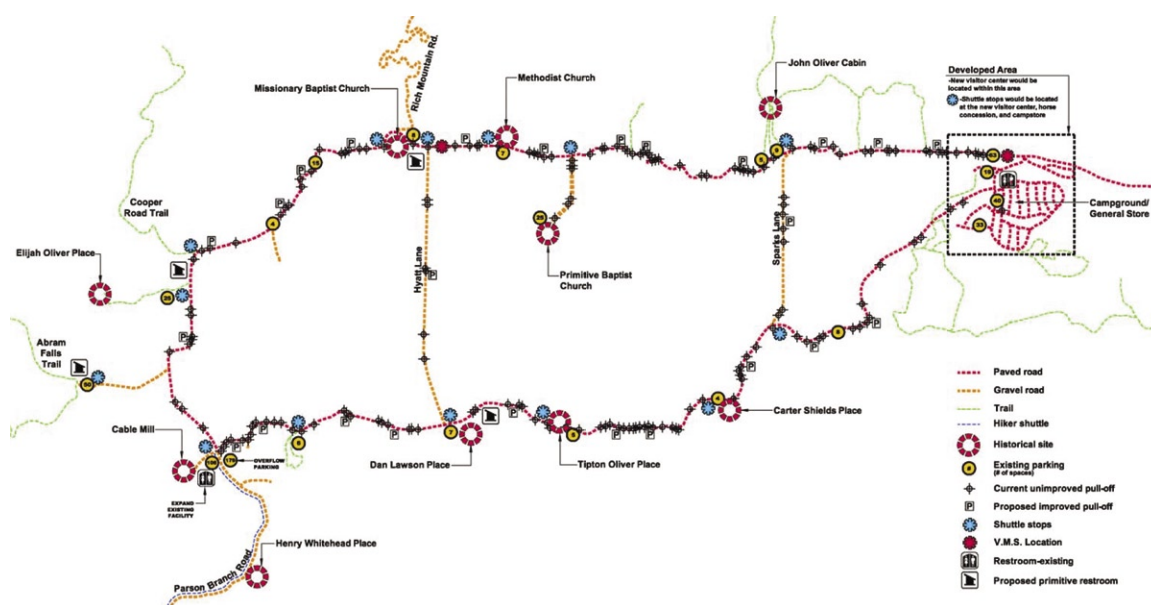 Rich Mountain Rd.
Methodist Church
Missionary Baptist Church
John Oliver Cabin
Developed Area
-New visitor center would be
located within this area
-Shuttle stops would be located
at the new visitor center, horse
concession, and campstore
Cooper
Road Trail
Elijah Oliver Place
Hyatt Lane
Primitive Baptist
Church
Sparks Lane
Campground/
General Store
Abram
Falls
Trail
Cable Mill
OVERFLOW
PARKING
EXPAND
EXISTING
FACILITY
Dan Lawson Place
Tipton Oliver Place
Carter Shields Place
Henry Whitehead Place
Parson Branch Road
Paved road
Gravel road
Trail
Hiker shuttle
Historical site
# Existing parking
(# of spaces)
Current unimproved pull-off
P Proposed improved pull-off
Shuttle stops
V.M.S. Location
Restroom-existing
Proposed primitive restroom